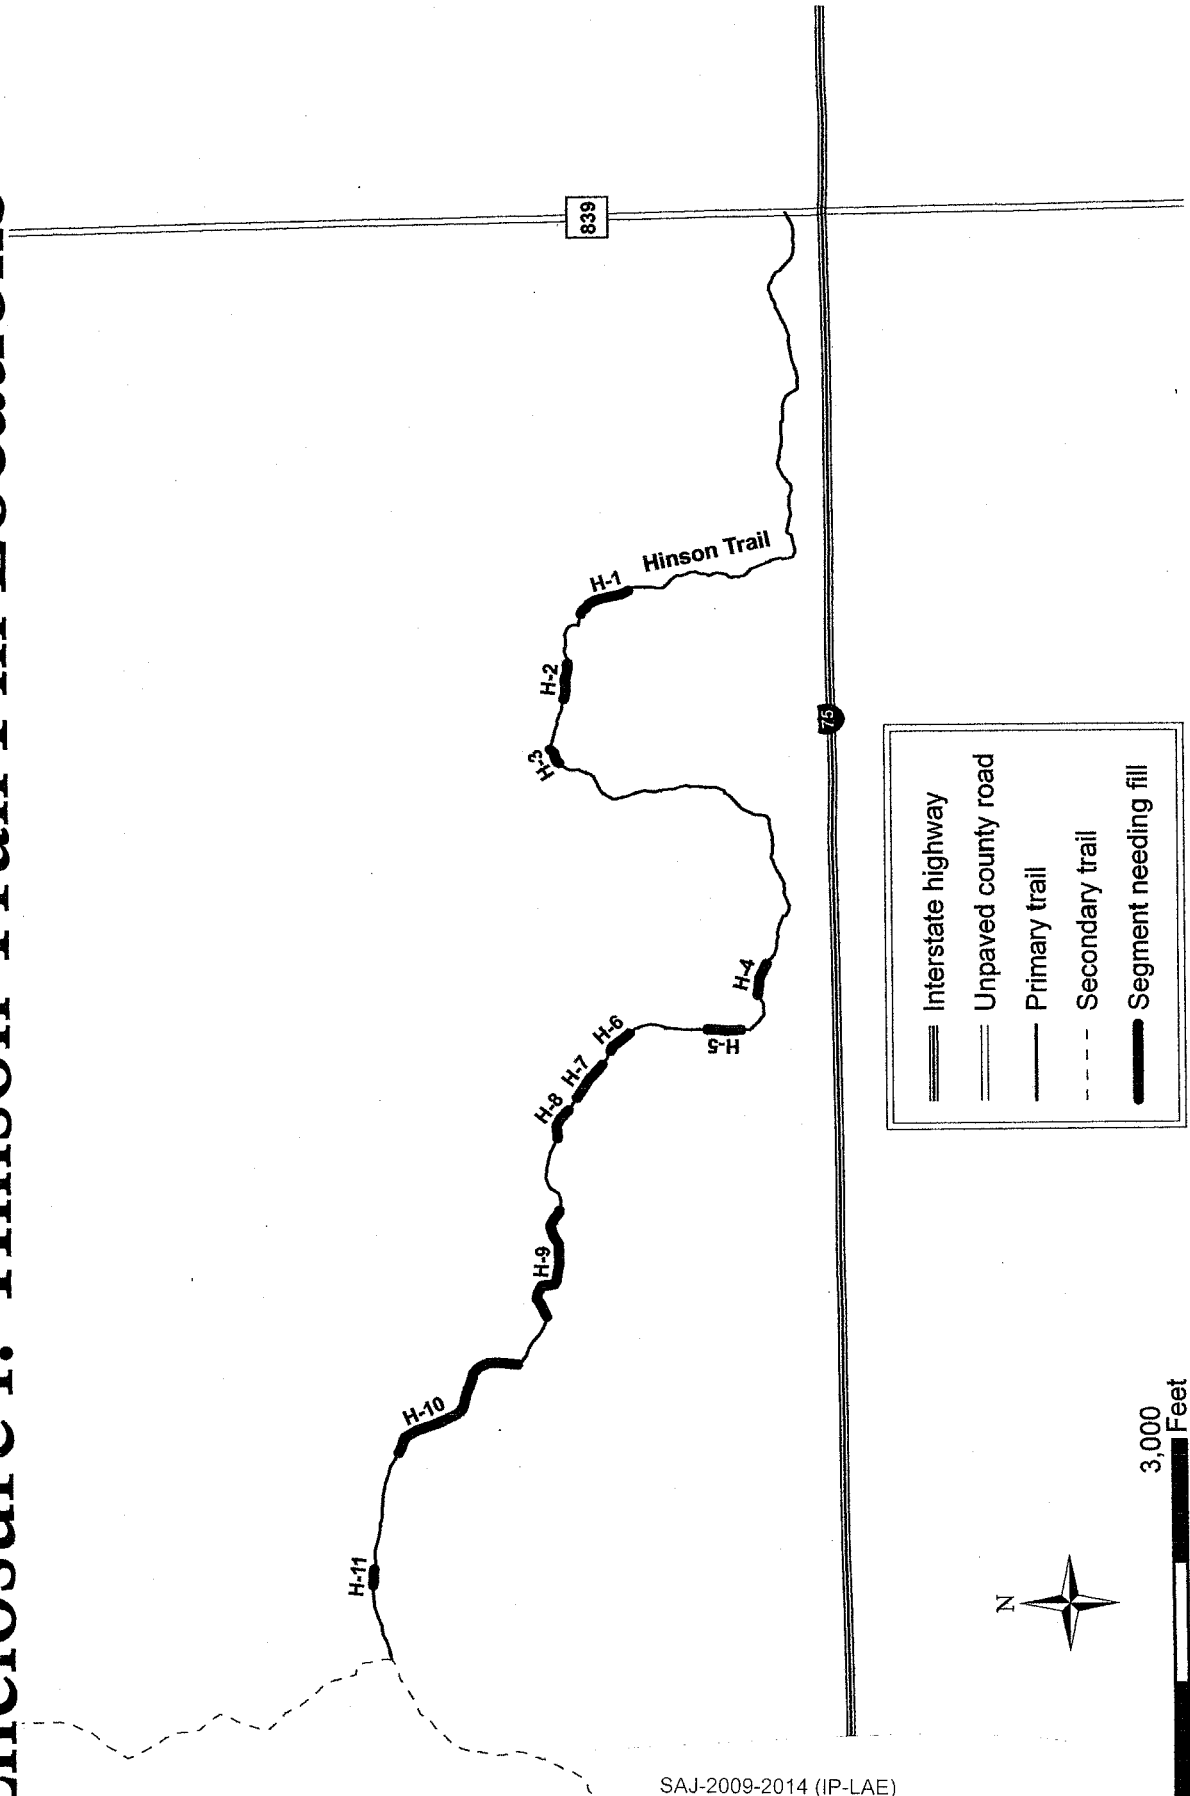 839
Hinson Trail
H-1
H-2
H-3
H-4
H-5
H-6
H-7
H-8
H-9
H-10
H-11
75
Interstate highway
Unpaved county road
Primary trail
Secondary trail
Segment needing fill
N
3,000
Feet
SAJ-2009-2014 (IP-LAE)